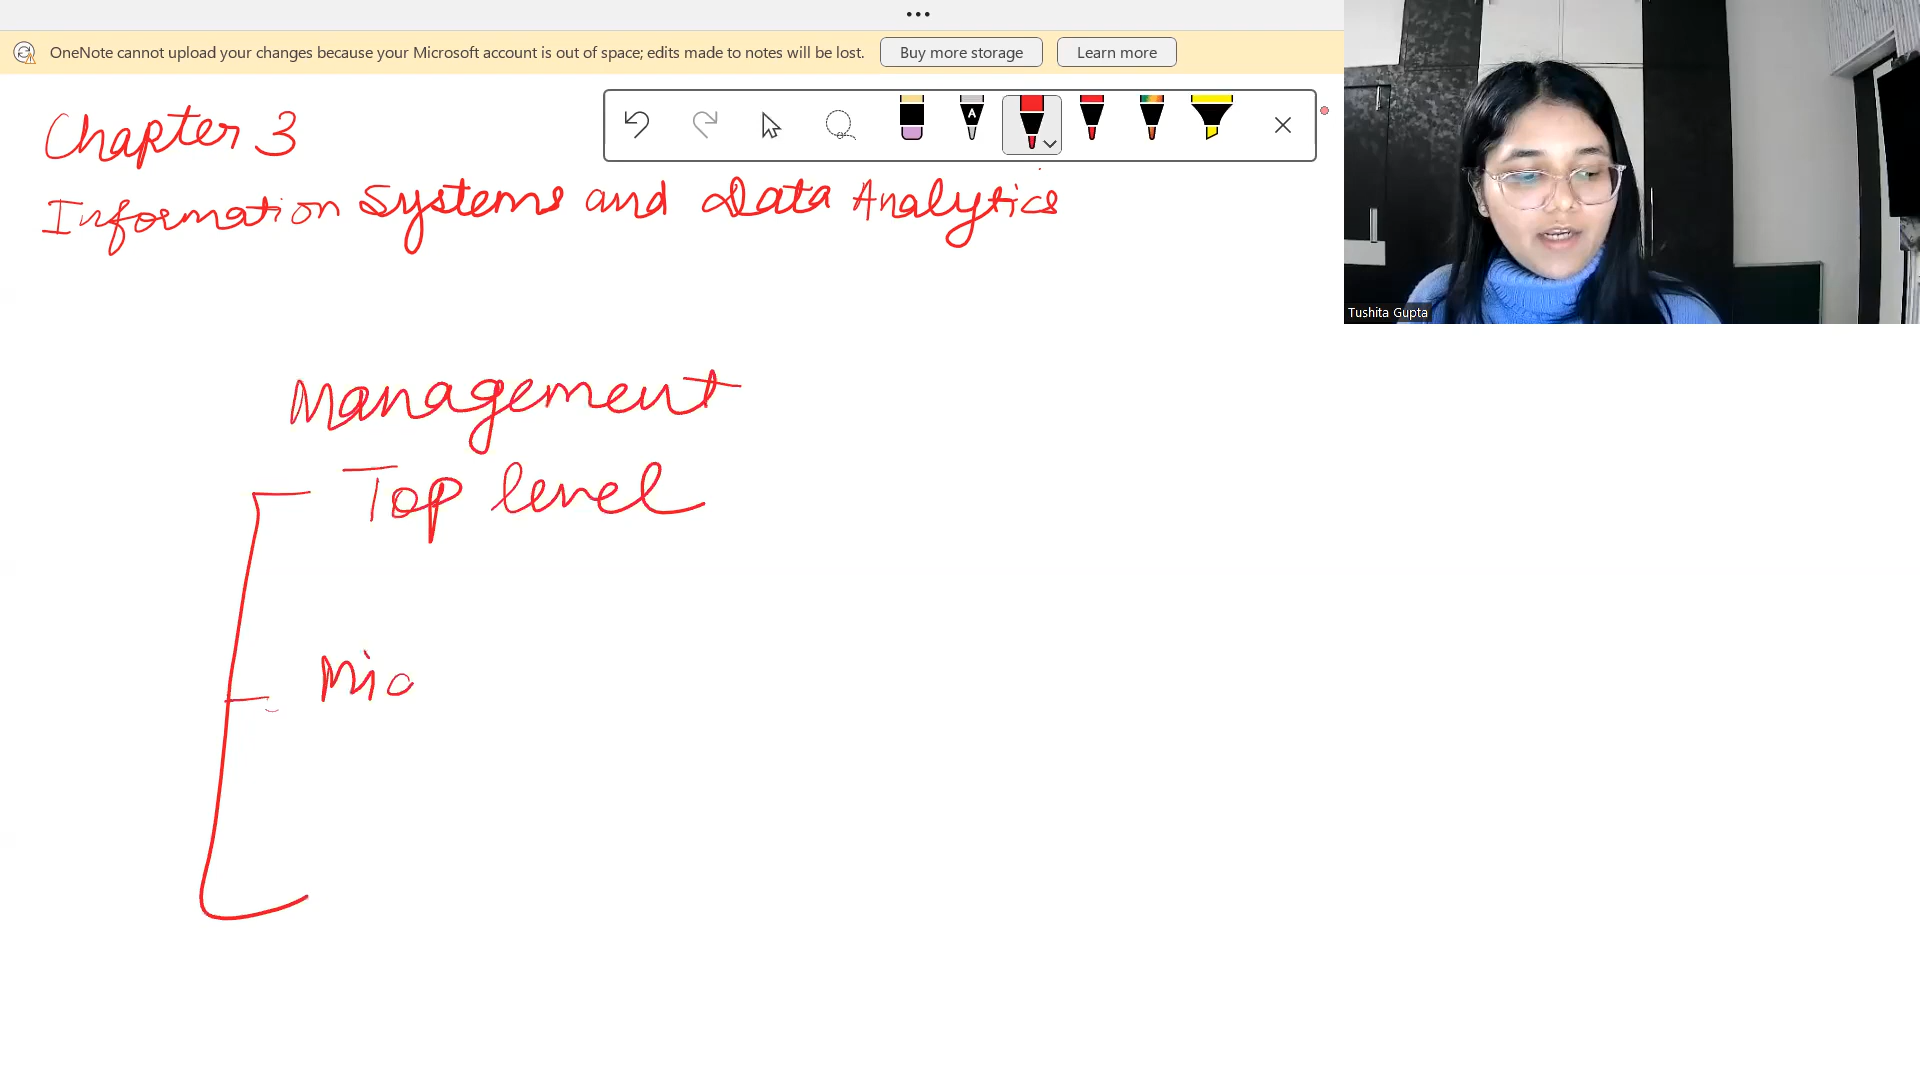 ...
OneNote cannot upload your changes because your Microsoft account is out of space; edits made to notes will be lost. Buy more storage Learn more
A
Chapter 3
Information Systems and Data Analytics
Tushita Gupta
Management
Top level